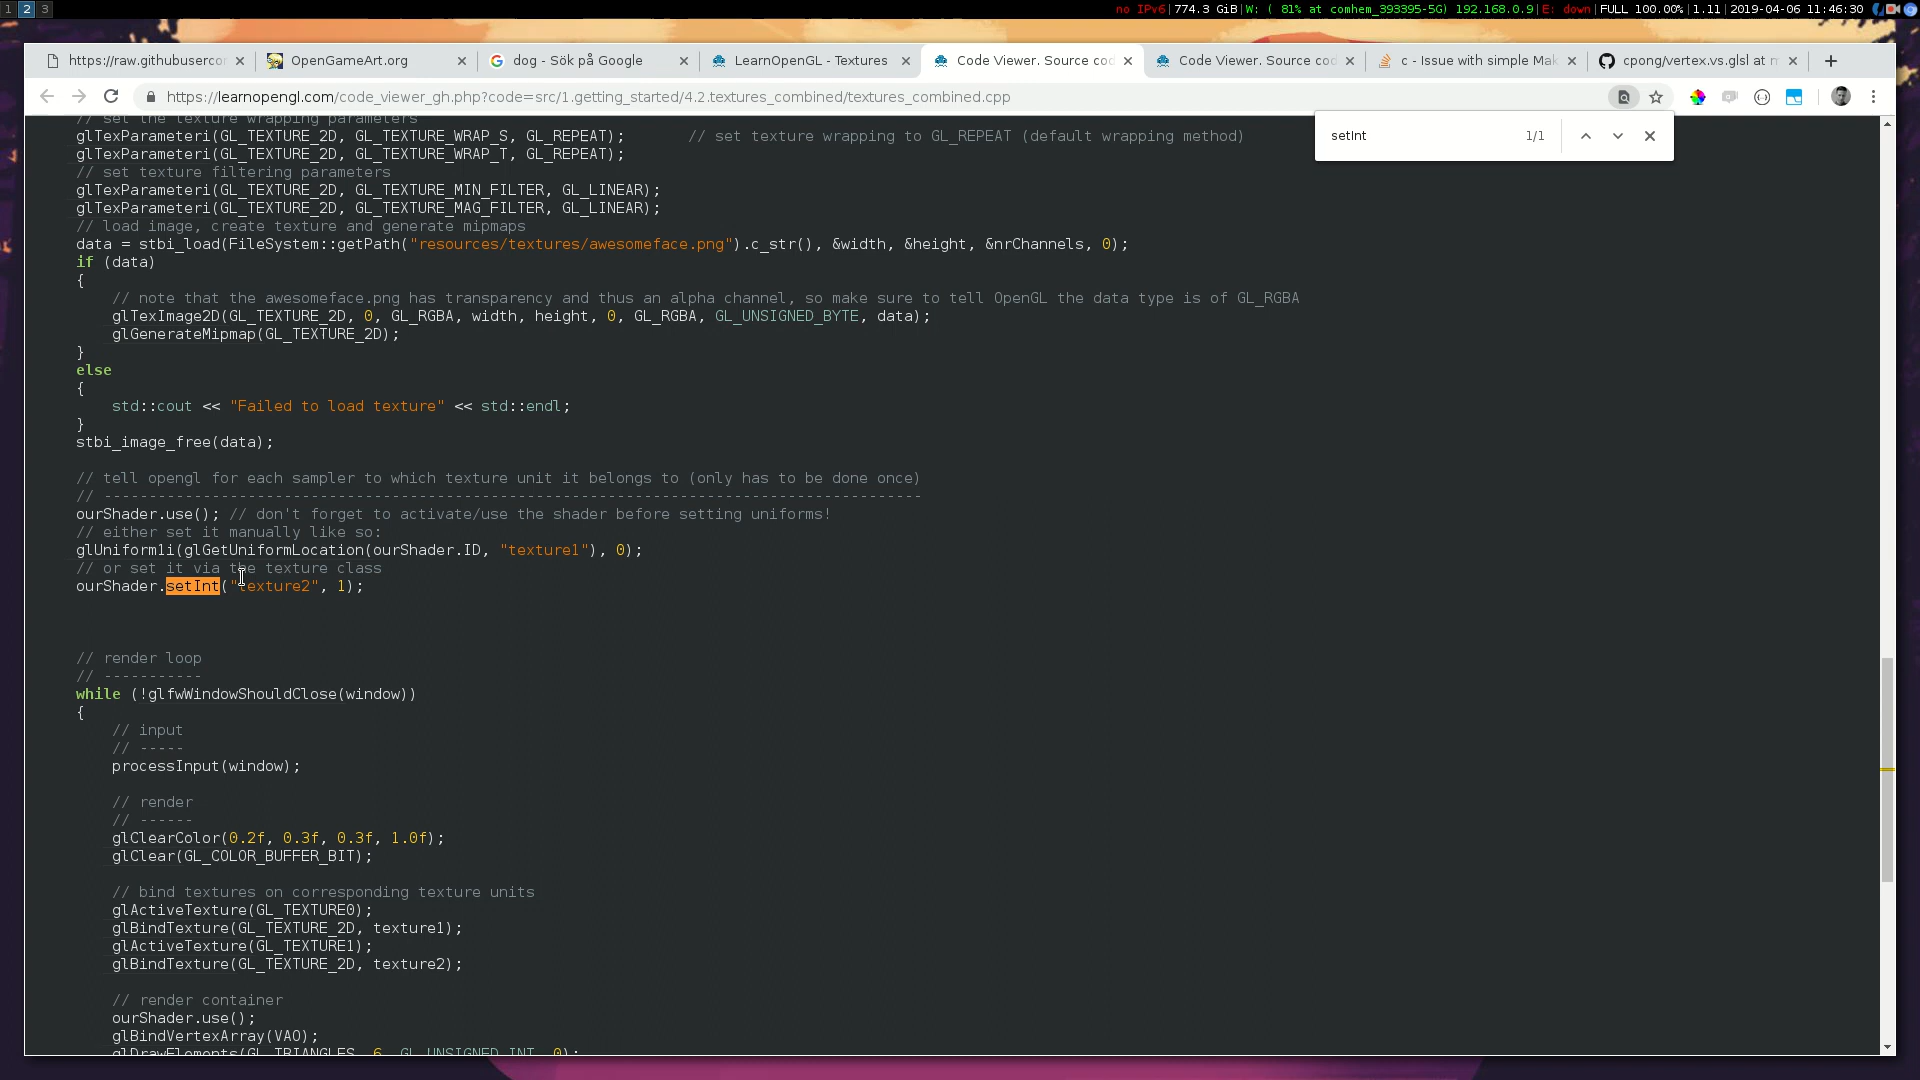 1 2 3 no IPv6|774.3 GiB|W: ( 81% at comhem_393395-5G) 192.168.0.9|E: down|FULL 100.00%|1.11|2019-04-06 11:46:30
https://raw.githubuserco OpenGameArt.org dog - Sök på Google LearnOpenGL - Textures Code Viewer. Source co Code Viewer. Source cod c - Issue with simple Mak cpong/vertex.vs.glsl at m
https://learnopengl.com/code_viewer_gh.php?code=src/1.getting_started/4.2.textures_combined/textures_combined.cpp
setInt 1/1
// set the texture wrapping parameters
glTexParameteri(GL_TEXTURE_2D, GL_TEXTURE_WRAP_S, GL_REPEAT); // set texture wrapping to GL_REPEAT (default wrapping method)
glTexParameteri(GL_TEXTURE_2D, GL_TEXTURE_WRAP_T, GL_REPEAT);
// set texture filtering parameters
glTexParameteri(GL_TEXTURE_2D, GL_TEXTURE_MIN_FILTER, GL_LINEAR);
glTexParameteri(GL_TEXTURE_2D, GL_TEXTURE_MAG_FILTER, GL_LINEAR);
// load image, create texture and generate mipmaps
data = stbi_load(FileSystem::getPath("resources/textures/awesomeface.png").c_str(), &width, &height, &nrChannels, 0);
if (data)
{
// note that the awesomeface.png has transparency and thus an alpha channel, so make sure to tell OpenGL the data type is of GL_RGBA
glTexImage2D(GL_TEXTURE_2D, 0, GL_RGBA, width, height, 0, GL_RGBA, GL_UNSIGNED_BYTE, data);
glGenerateMipmap(GL_TEXTURE_2D);
}
else
{
std::cout << "Failed to load texture" << std::endl;
}
stbi_image_free(data);
// tell opengl for each sampler to which texture unit it belongs to (only has to be done once)
// -------------------------------------------------------------------------------------------
ourShader.use(); // don't forget to activate/use the shader before setting uniforms!
// either set it manually like so:
glUniform1i(glGetUniformLocation(ourShader.ID, "texture1"), 0);
// or set it via the texture class
ourShader.setInt("texture2", 1);
// render loop
// -----------
while (!glfwWindowShouldClose(window))
{
// input
// -----
processInput(window);
// render
// ------
glClearColor(0.2f, 0.3f, 0.3f, 1.0f);
glClear(GL_COLOR_BUFFER_BIT);
// bind textures on corresponding texture units
glActiveTexture(GL_TEXTURE0);
glBindTexture(GL_TEXTURE_2D, texture1);
glActiveTexture(GL_TEXTURE1);
glBindTexture(GL_TEXTURE_2D, texture2);
// render container
ourShader.use();
glBindVertexArray(VAO);
glDrawElements(GL_TRIANGLES, 6, GL_UNSIGNED_INT, 0);